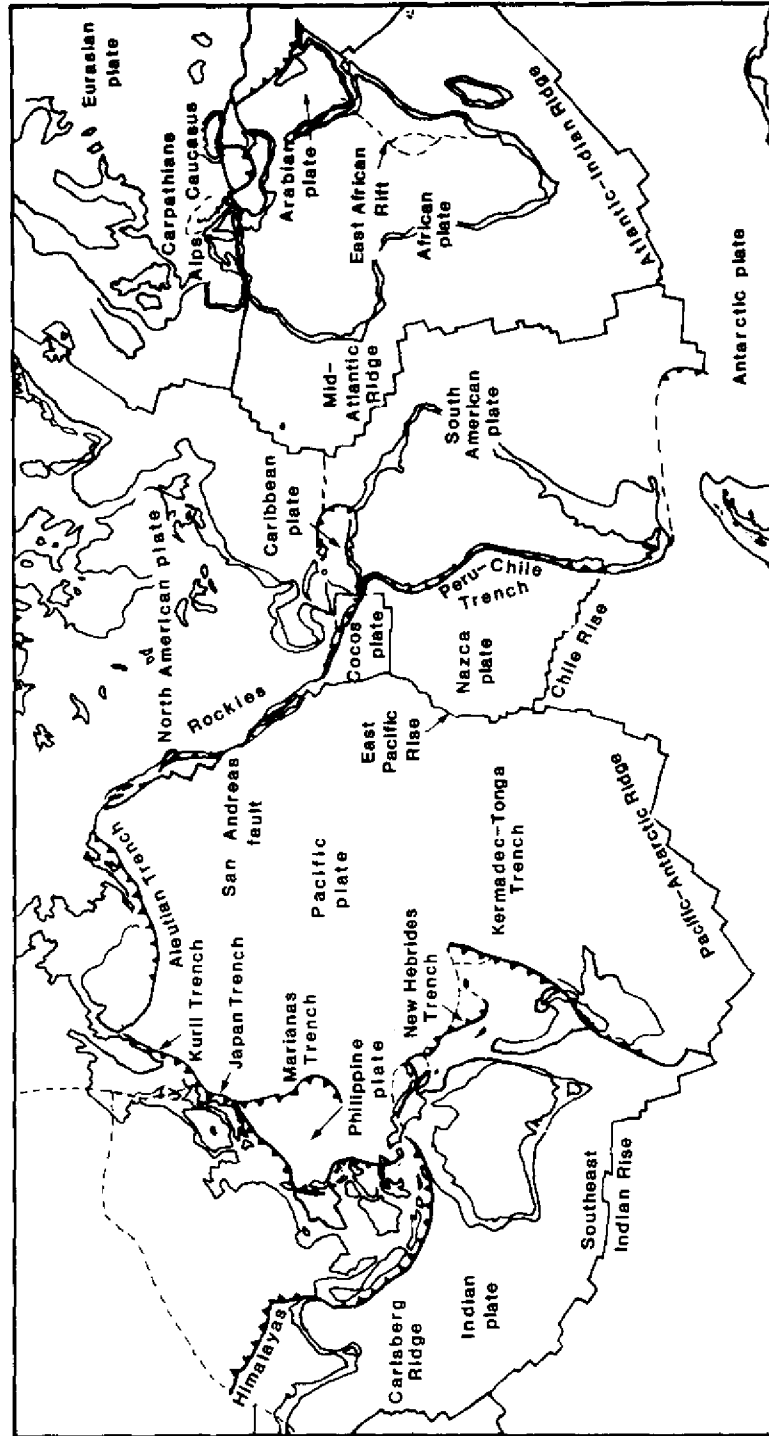 Eurasian
plate
Carpathians
Caucasus
Alps
Arabian
plate
East African
Rift
African
plate
Atlantic-Indian Ridge
Mid-
Atlantic
Ridge
Antarctic plate
South
American
plate
Caribbean
plate
North American plate
Rockies
Cocos
plate
Peru-Chile
Trench
Nazca
plate
Chile Rise
East
Pacific
Rise
San Andreas
fault
Aleutian Trench
Pacific
plate
Kermadec-Tonga
Trench
Pacific-Antarctic Ridge
Kuril Trench
Japan Trench
Marianas
Trench
New Hebrides
Trench
Philippine
plate
Himalayas
Carlsberg
Ridge
Indian
plate
Southeast
Indian Rise